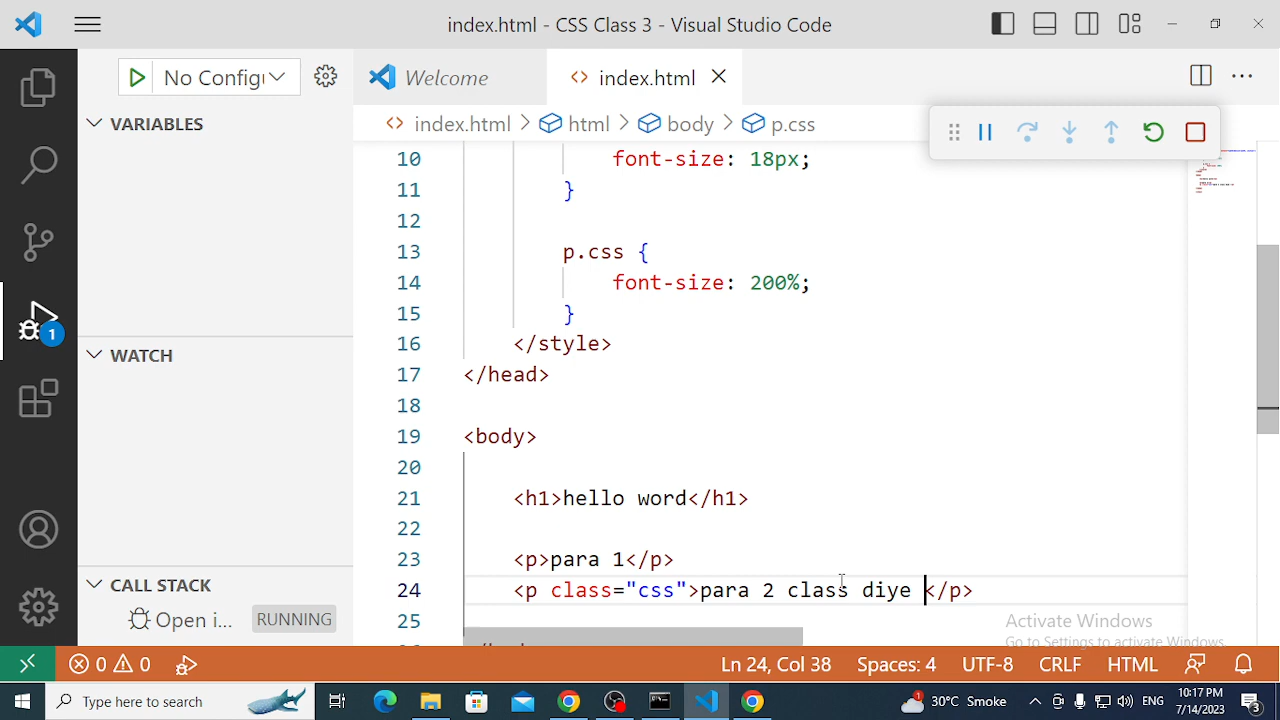 index.html - CSS Class 3 - Visual Studio Code
No Config
Welcome
index.html
VARIABLES
index.html > html > body > p.css
10 font-size: 18px;
11 }
12
13 p.css {
14 font-size: 200%;
15 }
16 </style>
17 </head>
18
19 <body>
20
21 <h1>hello word</h1>
22
23 <p>para 1</p>
24 <p class="css">para 2 class diye </p>
25
WATCH
CALL STACK
Open i... RUNNING
1
Activate Windows
Go to Settings to activate Windows.
0 0 Ln 24, Col 38 Spaces: 4 UTF-8 CRLF HTML
Type here to search
1 30°C Smoke ENG 10:17 PM
7/14/2023 3